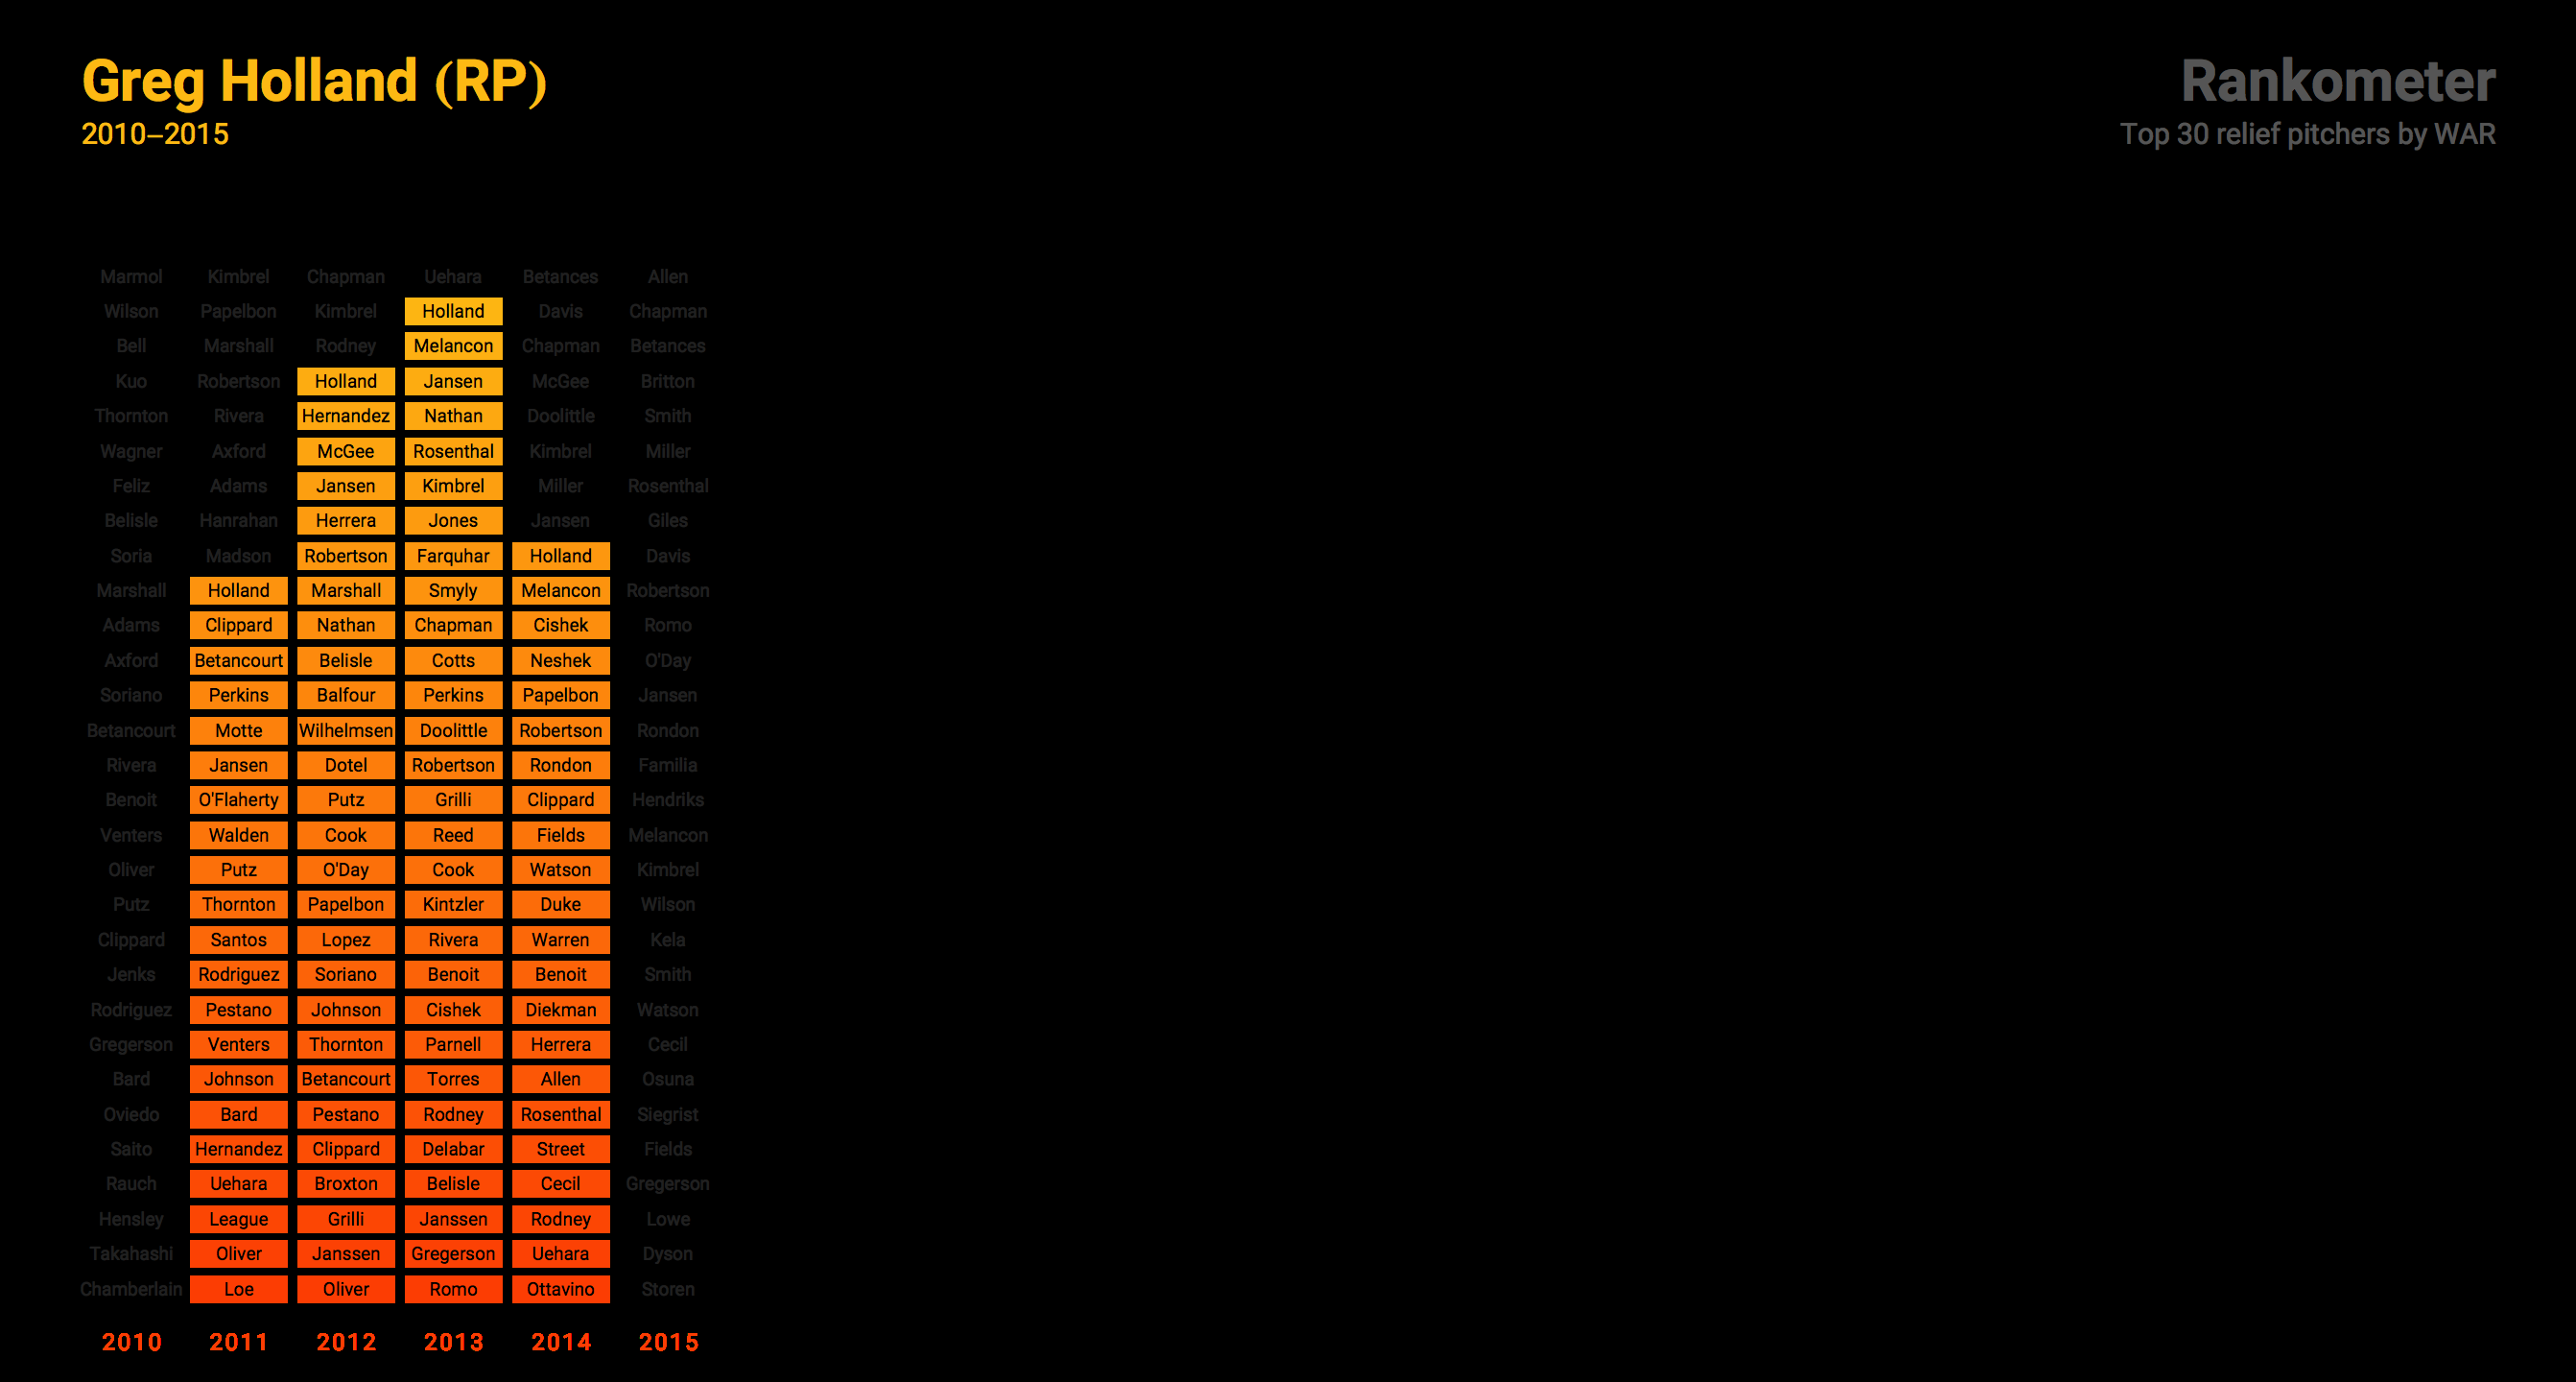 Greg Holland (RP)
2010–2015
Rankometer
Top 30 relief pitchers by WAR
Marmol Kimbrel Chapman Uehara Betances Allen
Wilson Papelbon Kimbrel Holland Davis Chapman
Bell Marshall Rodney Melancon Chapman Betances
Kuo Robertson Holland Jansen McGee Britton
Thornton Rivera Hernandez Nathan Doolittle Smith
Wagner Axford McGee Rosenthal Kimbrel Miller
Feliz Adams Jansen Kimbrel Miller Rosenthal
Belisle Hanrahan Herrera Jones Jansen Giles
Soria Madson Robertson Farquhar Holland Davis
Marshall Holland Marshall Smyly Melancon Robertson
Adams Clippard Nathan Chapman Cishek Romo
Axford Betancourt Belisle Cotts Neshek O'Day
Soriano Perkins Balfour Perkins Papelbon Jansen
Betancourt Motte Wilhelmsen Doolittle Robertson Rondon
Rivera Jansen Dotel Robertson Rondon Familia
Benoit O'Flaherty Putz Grilli Clippard Hendriks
Venters Walden Cook Reed Fields Melancon
Oliver Putz O'Day Cook Watson Kimbrel
Putz Thornton Papelbon Kintzler Duke Wilson
Clippard Santos Lopez Rivera Warren Kela
Jenks Rodriguez Soriano Benoit Benoit Smith
Rodriguez Pestano Johnson Cishek Diekman Watson
Gregerson Venters Thornton Parnell Herrera Cecil
Bard Johnson Betancourt Torres Allen Osuna
Oviedo Bard Pestano Rodney Rosenthal Siegrist
Saito Hernandez Clippard Delabar Street Fields
Rauch Uehara Broxton Belisle Cecil Gregerson
Hensley League Grilli Janssen Rodney Lowe
Takahashi Oliver Janssen Gregerson Uehara Dyson
Chamberlain Loe Oliver Romo Ottavino Storen
2010 2011 2012 2013 2014 2015